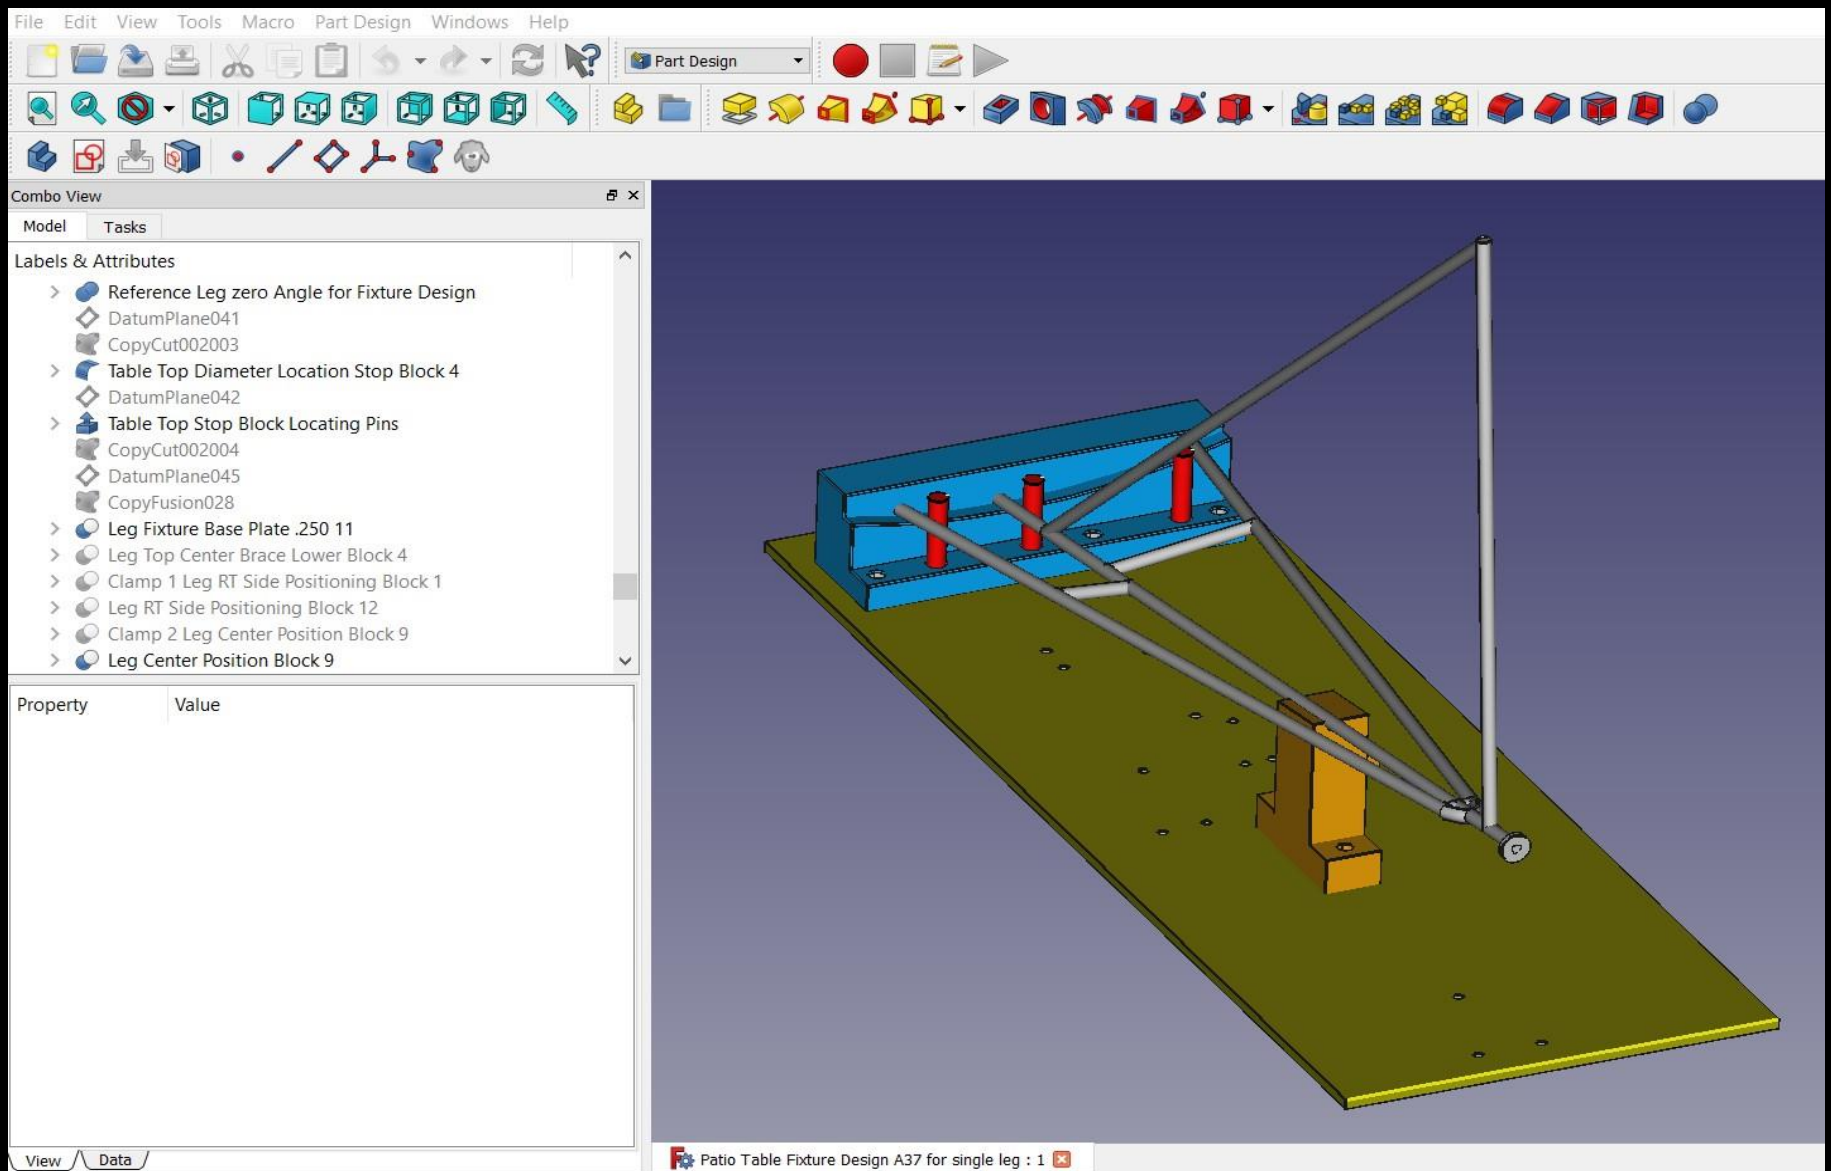 File Edit View Tools Macro Part Design Windows Help
Part Design
Combo View
Model Tasks
Labels & Attributes
Reference Leg zero Angle for Fixture Design
DatumPlane041
CopyCut002003
Table Top Diameter Location Stop Block 4
DatumPlane042
Table Top Stop Block Locating Pins
CopyCut002004
DatumPlane045
CopyFusion028
Leg Fixture Base Plate .250 11
Leg Top Center Brace Lower Block 4
Clamp 1 Leg RT Side Positioning Block 1
Leg RT Side Positioning Block 12
Clamp 2 Leg Center Position Block 9
Leg Center Position Block 9
Property Value
View Data
Patio Table Fixture Design A37 for single leg : 1